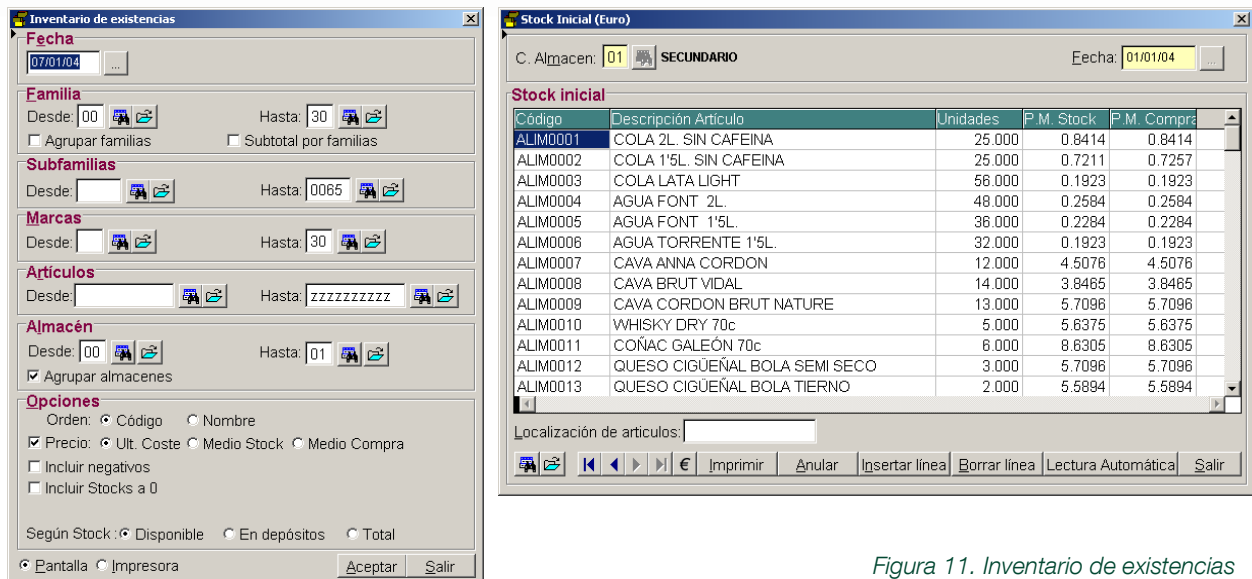 Inventario de existencias
Fecha
07/01/04 ...
Familia
Desde: 00 Hasta: 30
Agrupar familias Subtotal por familias
Subfamilias
Desde: Hasta: 0065
Marcas
Desde: Hasta: 30
Artículos
Desde: Hasta: zzzzzzzzzz
Almacén
Desde: 00 Hasta: 01
Agrupar almacenes
Opciones
Orden: Código Nombre
Precio: Ult. Coste Medio Stock Medio Compra
Incluir negativos
Incluir Stocks a 0
Según Stock : Disponible En depósitos Total
Pantalla Impresora Aceptar Salir
Stock Inicial (Euro)
C. Almacen: 01 SECUNDARIO Fecha: 01/01/04 ...
Stock inicial
Código Descripción Artículo Unidades P.M. Stock P.M. Compra
ALIM0001 COLA 2L. SIN CAFEINA 25.000 0.8414 0.8414
ALIM0002 COLA 1'5L. SIN CAFEINA 25.000 0.7211 0.7257
ALIM0003 COLA LATA LIGHT 56.000 0.1923 0.1923
ALIM0004 AGUA FONT 2L. 48.000 0.2584 0.2584
ALIM0005 AGUA FONT 1'5L. 36.000 0.2284 0.2284
ALIM0006 AGUA TORRENTE 1'5L. 32.000 0.1923 0.1923
ALIM0007 CAVA ANNA CORDON 12.000 4.5076 4.5076
ALIM0008 CAVA BRUT VIDAL 14.000 3.8465 3.8465
ALIM0009 CAVA CORDON BRUT NATURE 13.000 5.7096 5.7096
ALIM0010 WHISKY DRY 70c 5.000 5.6375 5.6375
ALIM0011 COÑAC GALEÓN 70c 6.000 8.6305 8.6305
ALIM0012 QUESO CIGÜEÑAL BOLA SEMI SECO 3.000 5.7096 5.7096
ALIM0013 QUESO CIGÜEÑAL BOLA TIERNO 2.000 5.5894 5.5894
Localización de articulos:
€ Imprimir Anular Insertar línea Borrar línea Lectura Automática Salir
Figura 11. Inventario de existencias